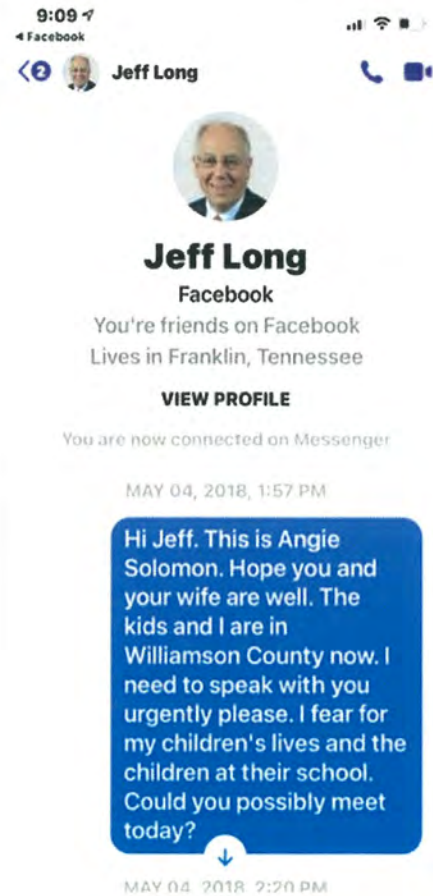 9:09
Facebook
2 Jeff Long
Jeff Long
Facebook
You're friends on Facebook
Lives in Franklin, Tennessee
VIEW PROFILE
You are now connected on Messenger
MAY 04, 2018, 1:57 PM
Hi Jeff. This is Angie
Solomon. Hope you and
your wife are well. The
kids and I are in
Williamson County now. I
need to speak with you
urgently please. I fear for
my children's lives and the
children at their school.
Could you possibly meet
today?
MAY 04, 2018, 2:20 PM